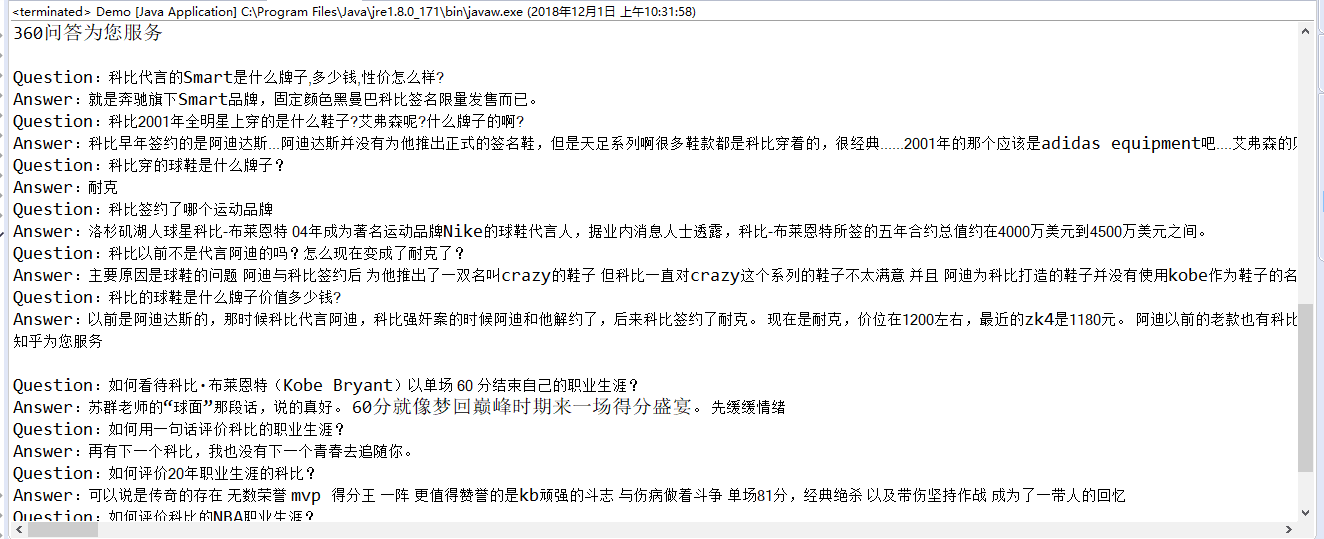 <terminated> Demo [Java Application] C:\Program Files\Java\jre1.8.0_171\bin\javaw.exe (2018年12月1日 上午10:31:58)
360问答为您服务
Question：科比代言的Smart是什么牌子,多少钱,性价怎么样?
Answer：就是奔驰旗下Smart品牌，固定颜色黑曼巴科比签名限量发售而已。
Question：科比2001年全明星上穿的是什么鞋子?艾弗森呢?什么牌子的啊?
Answer：科比早年签约的是阿迪达斯...阿迪达斯并没有为他推出正式的签名鞋，但是天足系列啊很多鞋款都是科比穿着的，很经典......2001年的那个应该是adidas equipment吧....艾弗森的
Question：科比穿的球鞋是什么牌子？
Answer：耐克
Question：科比签约了哪个运动品牌
Answer：洛杉矶湖人球星科比-布莱恩特 04年成为著名运动品牌Nike的球鞋代言人，据业内消息人士透露，科比-布莱恩特所签的五年合约总值约在4000万美元到4500万美元之间。
Question：科比以前不是代言阿迪的吗？怎么现在变成了耐克了？
Answer：主要原因是球鞋的问题 阿迪与科比签约后 为他推出了一双名叫crazy的鞋子 但科比一直对crazy这个系列的鞋子不太满意 并且 阿迪为科比打造的鞋子并没有使用kobe作为鞋子的名
Question：科比的球鞋是什么牌子价值多少钱?
Answer：以前是阿迪达斯的，那时候科比代言阿迪，科比强奸案的时候阿迪和他解约了，后来科比签约了耐克。 现在是耐克，价位在1200左右，最近的zk4是1180元。 阿迪以前的老款也有科比
知乎为您服务
Question：如何看待科比·布莱恩特（Kobe Bryant）以单场 60 分结束自己的职业生涯？
Answer：苏群老师的“球面”那段话，说的真好。 60分就像梦回巅峰时期来一场得分盛宴。 先缓缓情绪
Question：如何用一句话评价科比的职业生涯？
Answer：再有下一个科比，我也没有下一个青春去追随你。
Question：如何评价20年职业生涯的科比？
Answer：可以说是传奇的存在 无数荣誉 mvp 得分王 一阵 更值得赞誉的是kb顽强的斗志 与伤病做着斗争 单场81分，经典绝杀 以及带伤坚持作战 成为了一带人的回忆
Question：如何评价科比的NBA职业生涯？